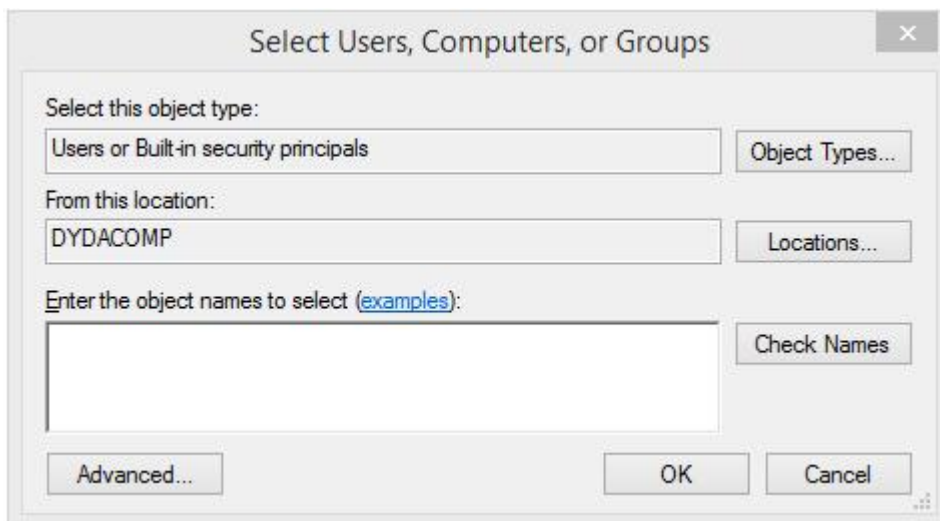 Select Users, Computers, or Groups
Select this object type:
Users or Built-in security principals
Object Types...
From this location:
DYDACOMP
Locations...
Enter the object names to select (examples):
Check Names
Advanced...
OK
Cancel